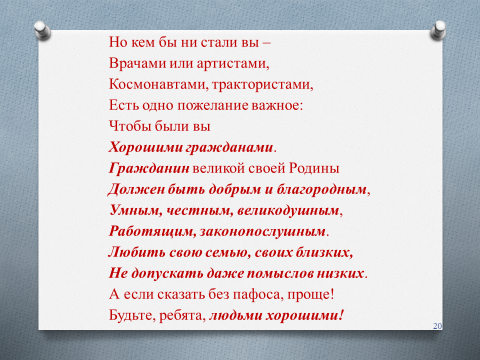 Но кем бы ни стали вы –
Врачами или артистами,
Космонавтами, трактористами,
Есть одно пожелание важное:
Чтобы были вы
Хорошими гражданами.
Гражданин великой своей Родины
Должен быть добрым и благородным,
Умным, честным, великодушным,
Работящим, законопослушным.
Любить свою семью, своих близких,
Не допускать даже помыслов низких.
А если сказать без пафоса, проще!
Будьте, ребята, людьми хорошими!
20